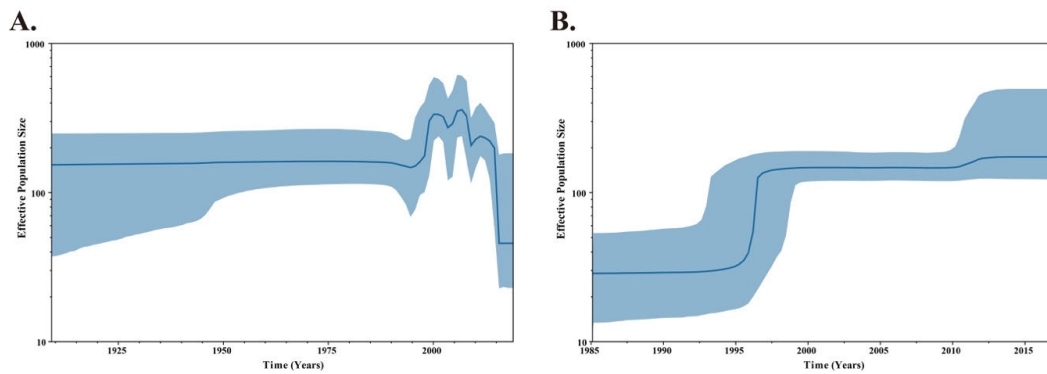 A.
1000
100
10
Effective Population Size
1925
1950
1975
2000
Time (Years)
B.
1000
100
10
Effective Population Size
1985
1990
1995
2000
2005
2010
2015
Time (Years)